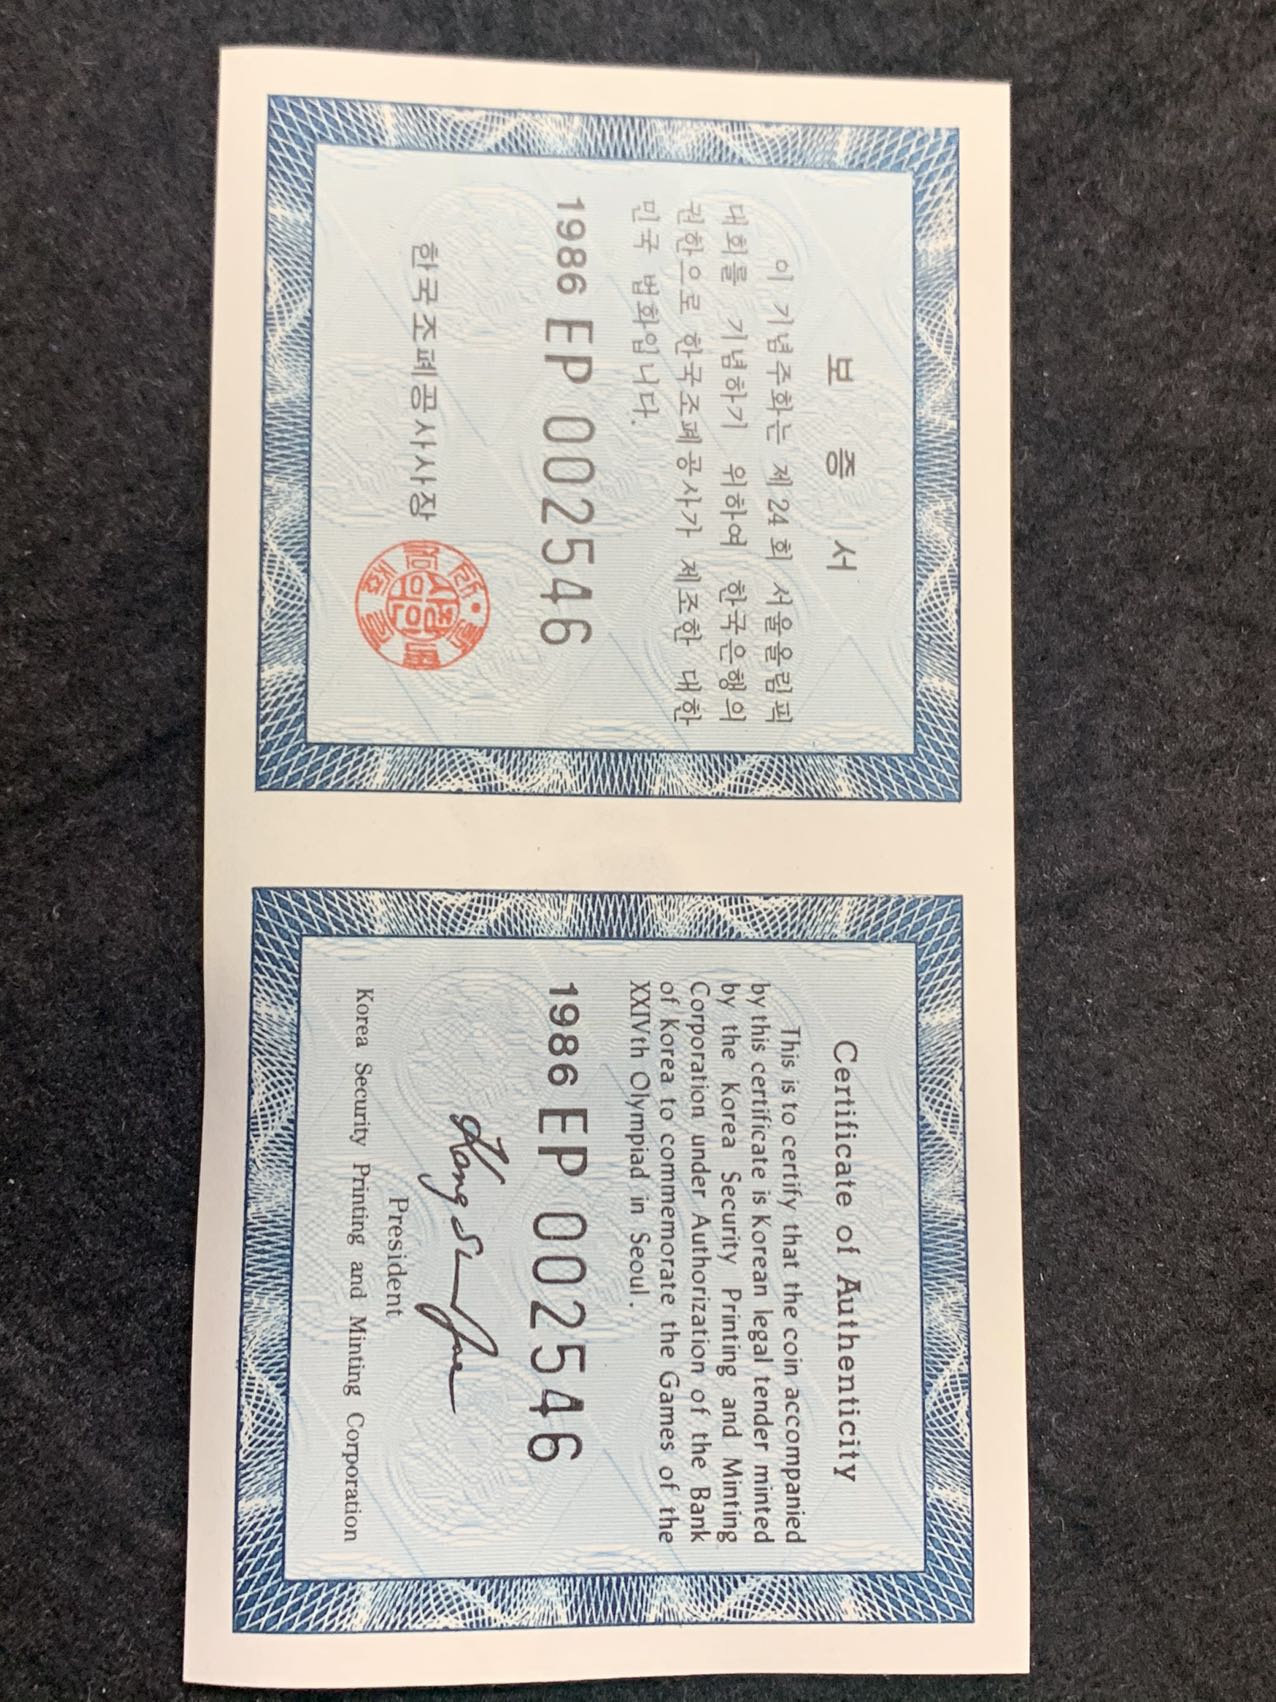 보 증 서
이 기념주화는 제 24 회 서울올림픽
대회를 기념하기 위하여 한국은행의
권한으로 한국조폐공사가 제조한 대한
민국 법화입니다.
1986 EP 002546
한국조폐공사사장
Certificate of Authenticity
This is to certify that the coin accompanied
by this certificate is Korean legal tender minted
by the Korea Security Printing and Minting
Corporation under Authorization of the Bank
of Korea to commemorate the Games of the
XXIVth Olympiad in Seoul.
1986 EP 002546
President
Korea Security Printing and Minting Corporation